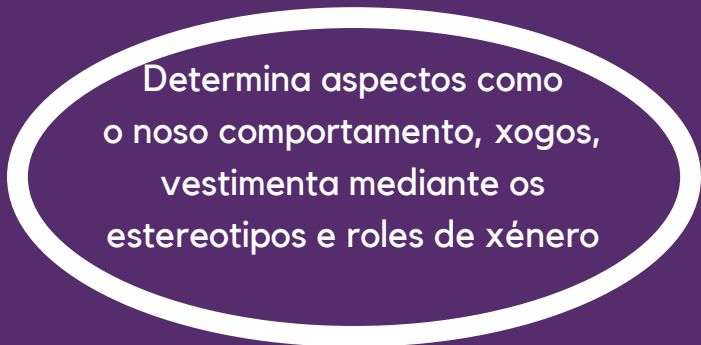 Determina aspectos como
o noso comportamento, xogos,
vestimenta mediante os
estereotipos e roles de xénero